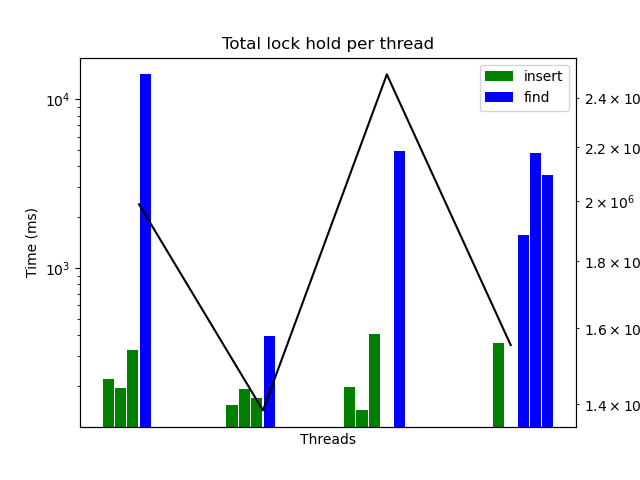 Total lock hold per thread
insert
find
10⁴
10³
Time (ms)
2.4 × 10
2.2 × 10
2 × 10⁶
1.8 × 10
1.6 × 10
1.4 × 10
Threads